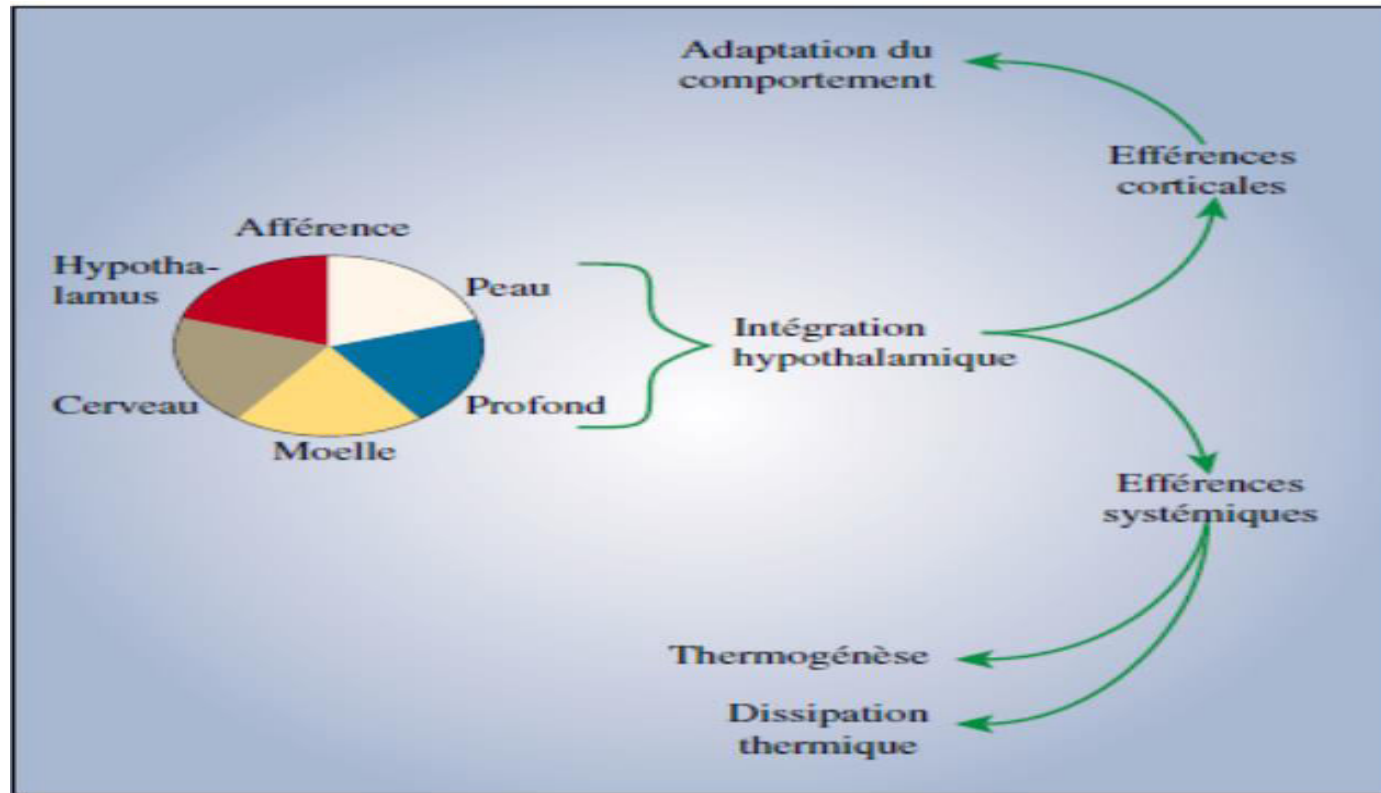 Adaptation du
comportement
Efférences
corticales
Afférence
Hypotha-
lamus
Peau
Intégration
hypothalamique
Cerveau
Profond
Moelle
Efférences
systémiques
Thermogénèse
Dissipation
thermique